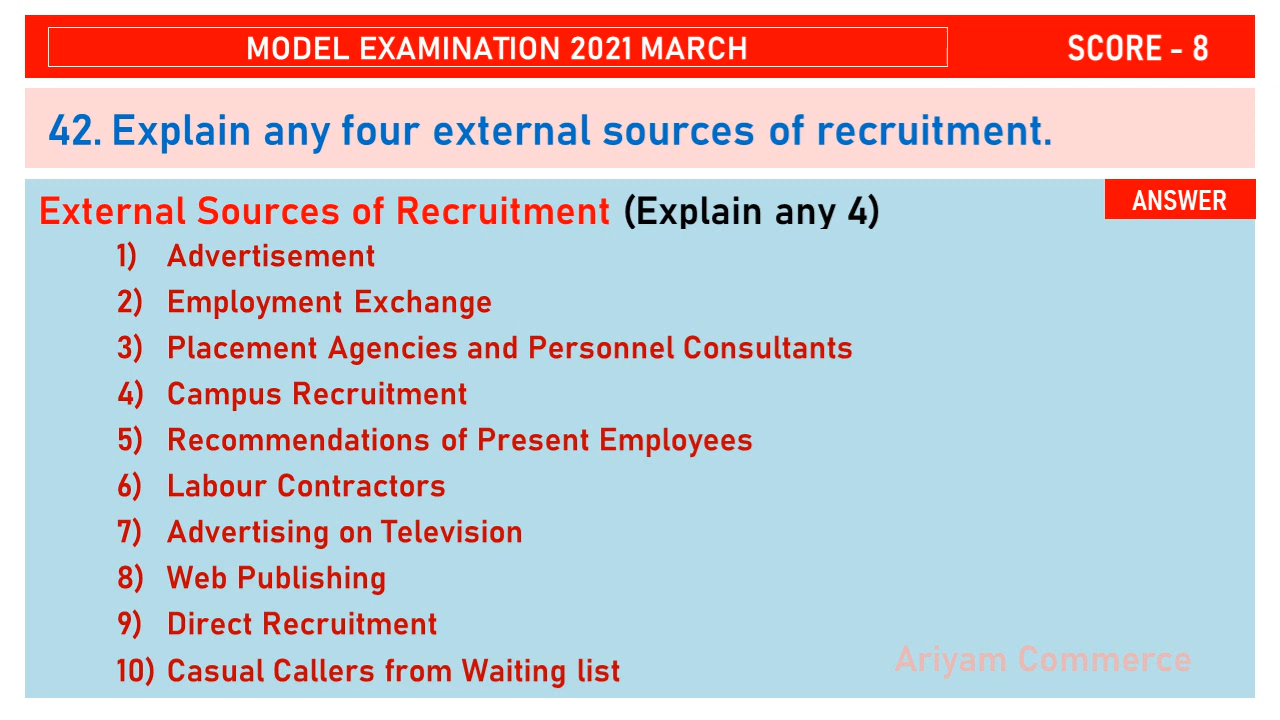 MODEL EXAMINATION 2021 MARCH
SCORE - 8
42. Explain any four external sources of recruitment.
ANSWER
External Sources of Recruitment (Explain any 4)
1) Advertisement
2) Employment Exchange
3) Placement Agencies and Personnel Consultants
4) Campus Recruitment
5) Recommendations of Present Employees
6) Labour Contractors
7) Advertising on Television
8) Web Publishing
9) Direct Recruitment
10) Casual Callers from Waiting list
Ariyam Commerce